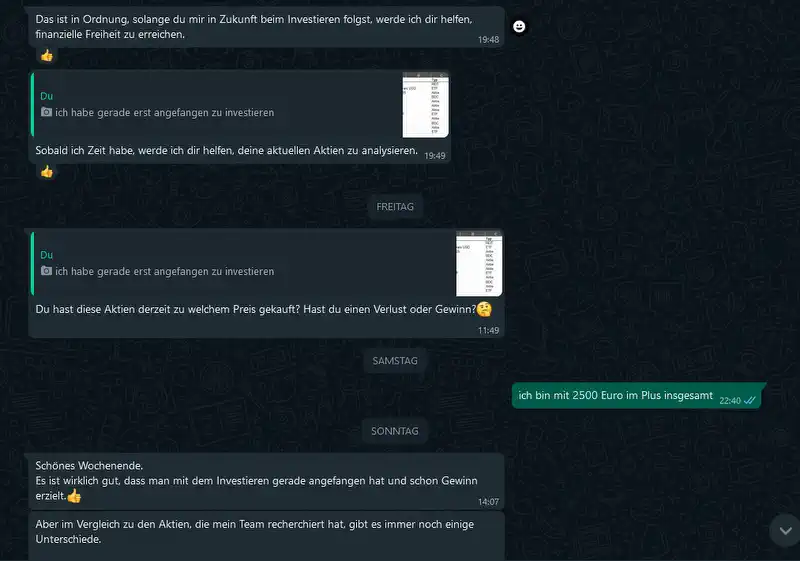 Das ist in Ordnung, solange du mir in Zukunft beim Investieren folgst, werde ich dir helfen,
finanzielle Freiheit zu erreichen.
19:48
Du
ich habe gerade erst angefangen zu investieren
Sobald ich Zeit habe, werde ich dir helfen, deine aktuellen Aktien zu analysieren.
19:49
FREITAG
Du
ich habe gerade erst angefangen zu investieren
Du hast diese Aktien derzeit zu welchem Preis gekauft? Hast du einen Verlust oder Gewinn?🤔
11:49
SAMSTAG
ich bin mit 2500 Euro im Plus insgesamt
22:40
SONNTAG
Schönes Wochenende.
Es ist wirklich gut, dass man mit dem Investieren gerade angefangen hat und schon Gewinn
erzielt.👍
14:07
Aber im Vergleich zu den Aktien, die mein Team recherchiert hat, gibt es immer noch einige
Unterschiede.